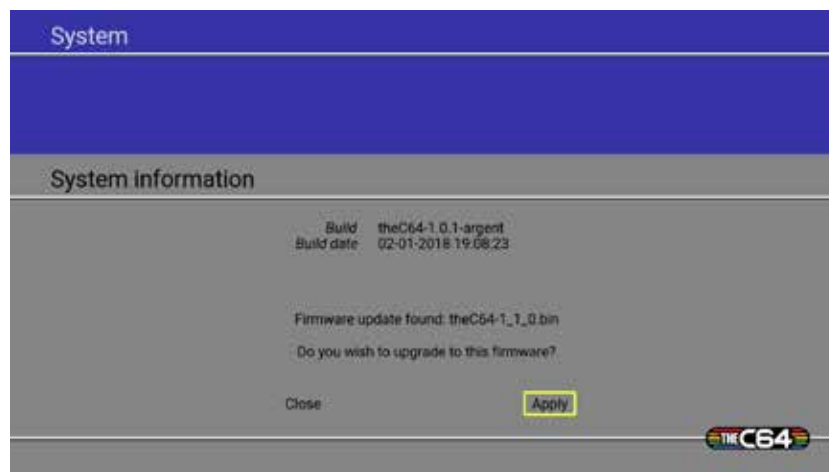 System
System information
Build theC64-1.0.1-argent
Build date 02-01-2018 19:08:23
Firmware update found: theC64-1_1_0.bin
Do you wish to upgrade to this firmware?
Close Apply
THEC64